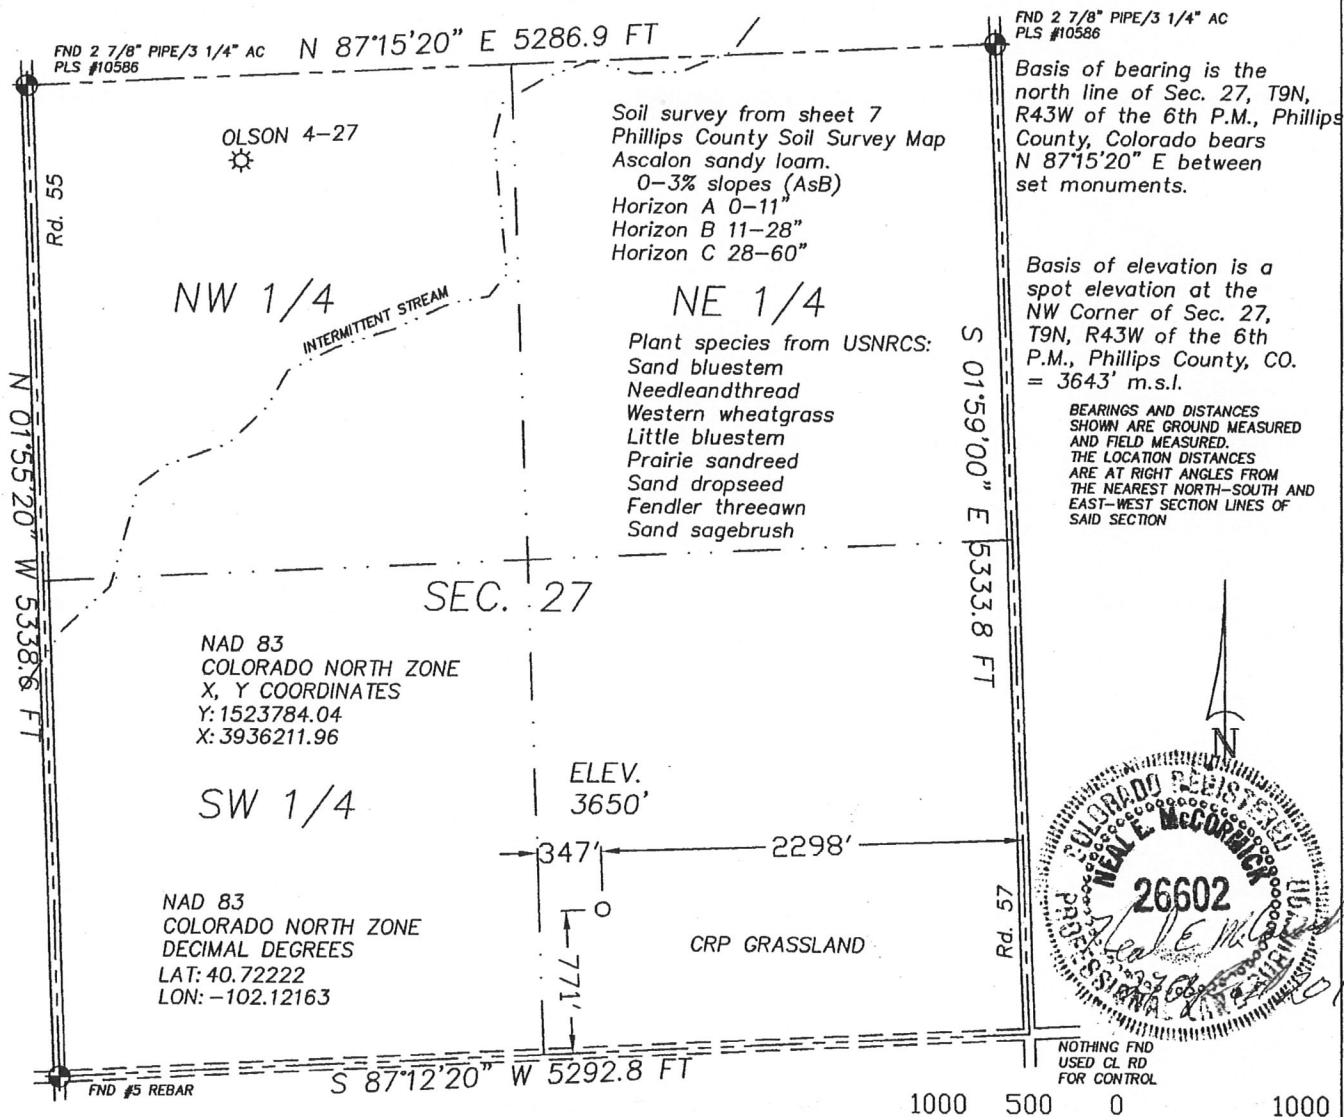 FND 2 7/8" PIPE/3 1/4" AC
PLS #10586
N 87°15'20" E 5286.9 FT
FND 2 7/8" PIPE/3 1/4" AC
PLS #10586
Basis of bearing is the
north line of Sec. 27, T9N,
R43W of the 6th P.M., Phillips
County, Colorado bears
N 87°15'20" E between
set monuments.
OLSON 4-27
Rd. 55
Soil survey from sheet 7
Phillips County Soil Survey Map
Ascalon sandy loam.
0-3% slopes (AsB)
Horizon A 0-11"
Horizon B 11-28"
Horizon C 28-60"
NW 1/4
INTERMITTENT STREAM
NE 1/4
Plant species from USNRCS:
Sand bluestem
Needleandthread
Western wheatgrass
Little bluestem
Prairie sandreed
Sand dropseed
Fendler threeawn
Sand sagebrush
Basis of elevation is a
spot elevation at the
NW Corner of Sec. 27,
T9N, R43W of the 6th
P.M., Phillips County, CO.
= 3643' m.s.l.
BEARINGS AND DISTANCES
SHOWN ARE GROUND MEASURED
AND FIELD MEASURED.
THE LOCATION DISTANCES
ARE AT RIGHT ANGLES FROM
THE NEAREST NORTH-SOUTH AND
EAST-WEST SECTION LINES OF
SAID SECTION
N 01°55'20" W 5338.6 FT
S 01°59'00" E 5333.8 FT
SEC. 27
NAD 83
COLORADO NORTH ZONE
X, Y COORDINATES
Y: 1523784.04
X: 3936211.96
SW 1/4
ELEV.
3650'
347'
2298'
771'
NAD 83
COLORADO NORTH ZONE
DECIMAL DEGREES
LAT: 40.72222
LON: -102.12163
CRP GRASSLAND
Rd. 57
N
COLORADO REGISTERED
NEAL E. McCORMICK
26602
PROFESSIONAL LAND
NOTHING FND
USED CL RD
FOR CONTROL
FND #5 REBAR
S 87°12'20" W 5292.8 FT
1000 500 0 1000